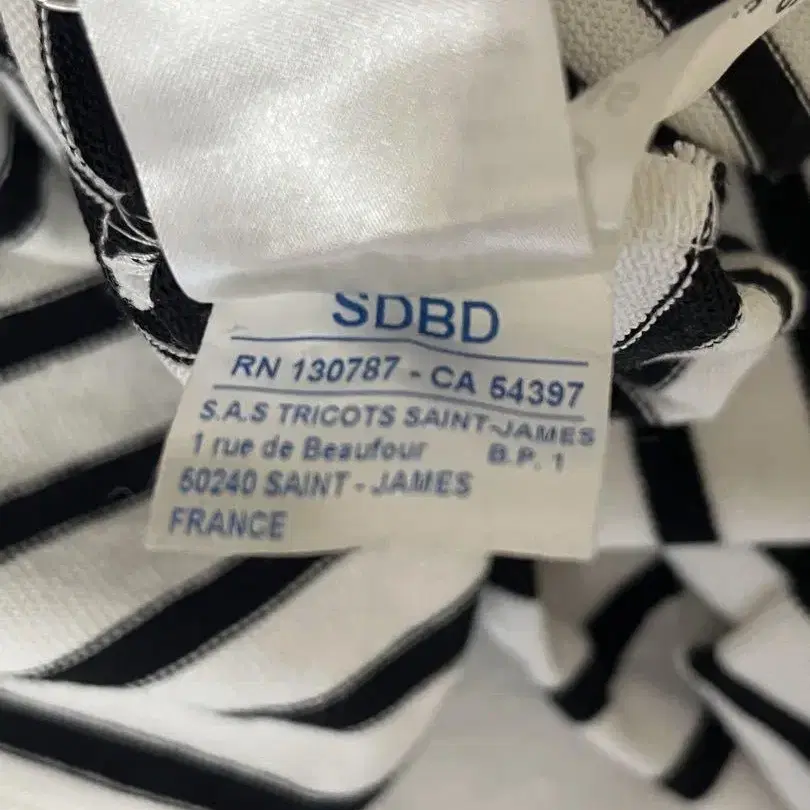 SDBD
RN 130787 - CA 54397
S.A.S TRICOTS SAINT-JAMES
1 rue de Beaufour B.P. 1
50240 SAINT - JAMES
FRANCE